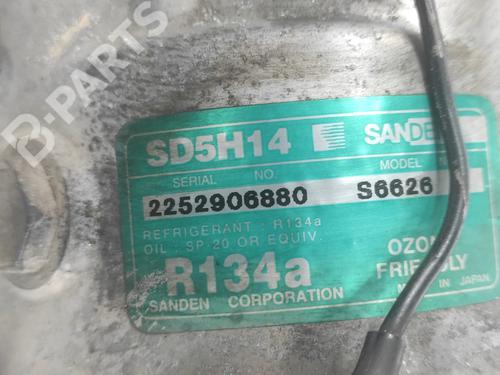 B-PARTS
SD5H14 SANDEN
SERIAL NO. MODEL
2252906880 S6626
REFRIGERANT : R134a
OIL : SP.20 OR EQUIV.
R134a OZONE
FRIENDLY
SANDEN CORPORATION MADE IN JAPAN